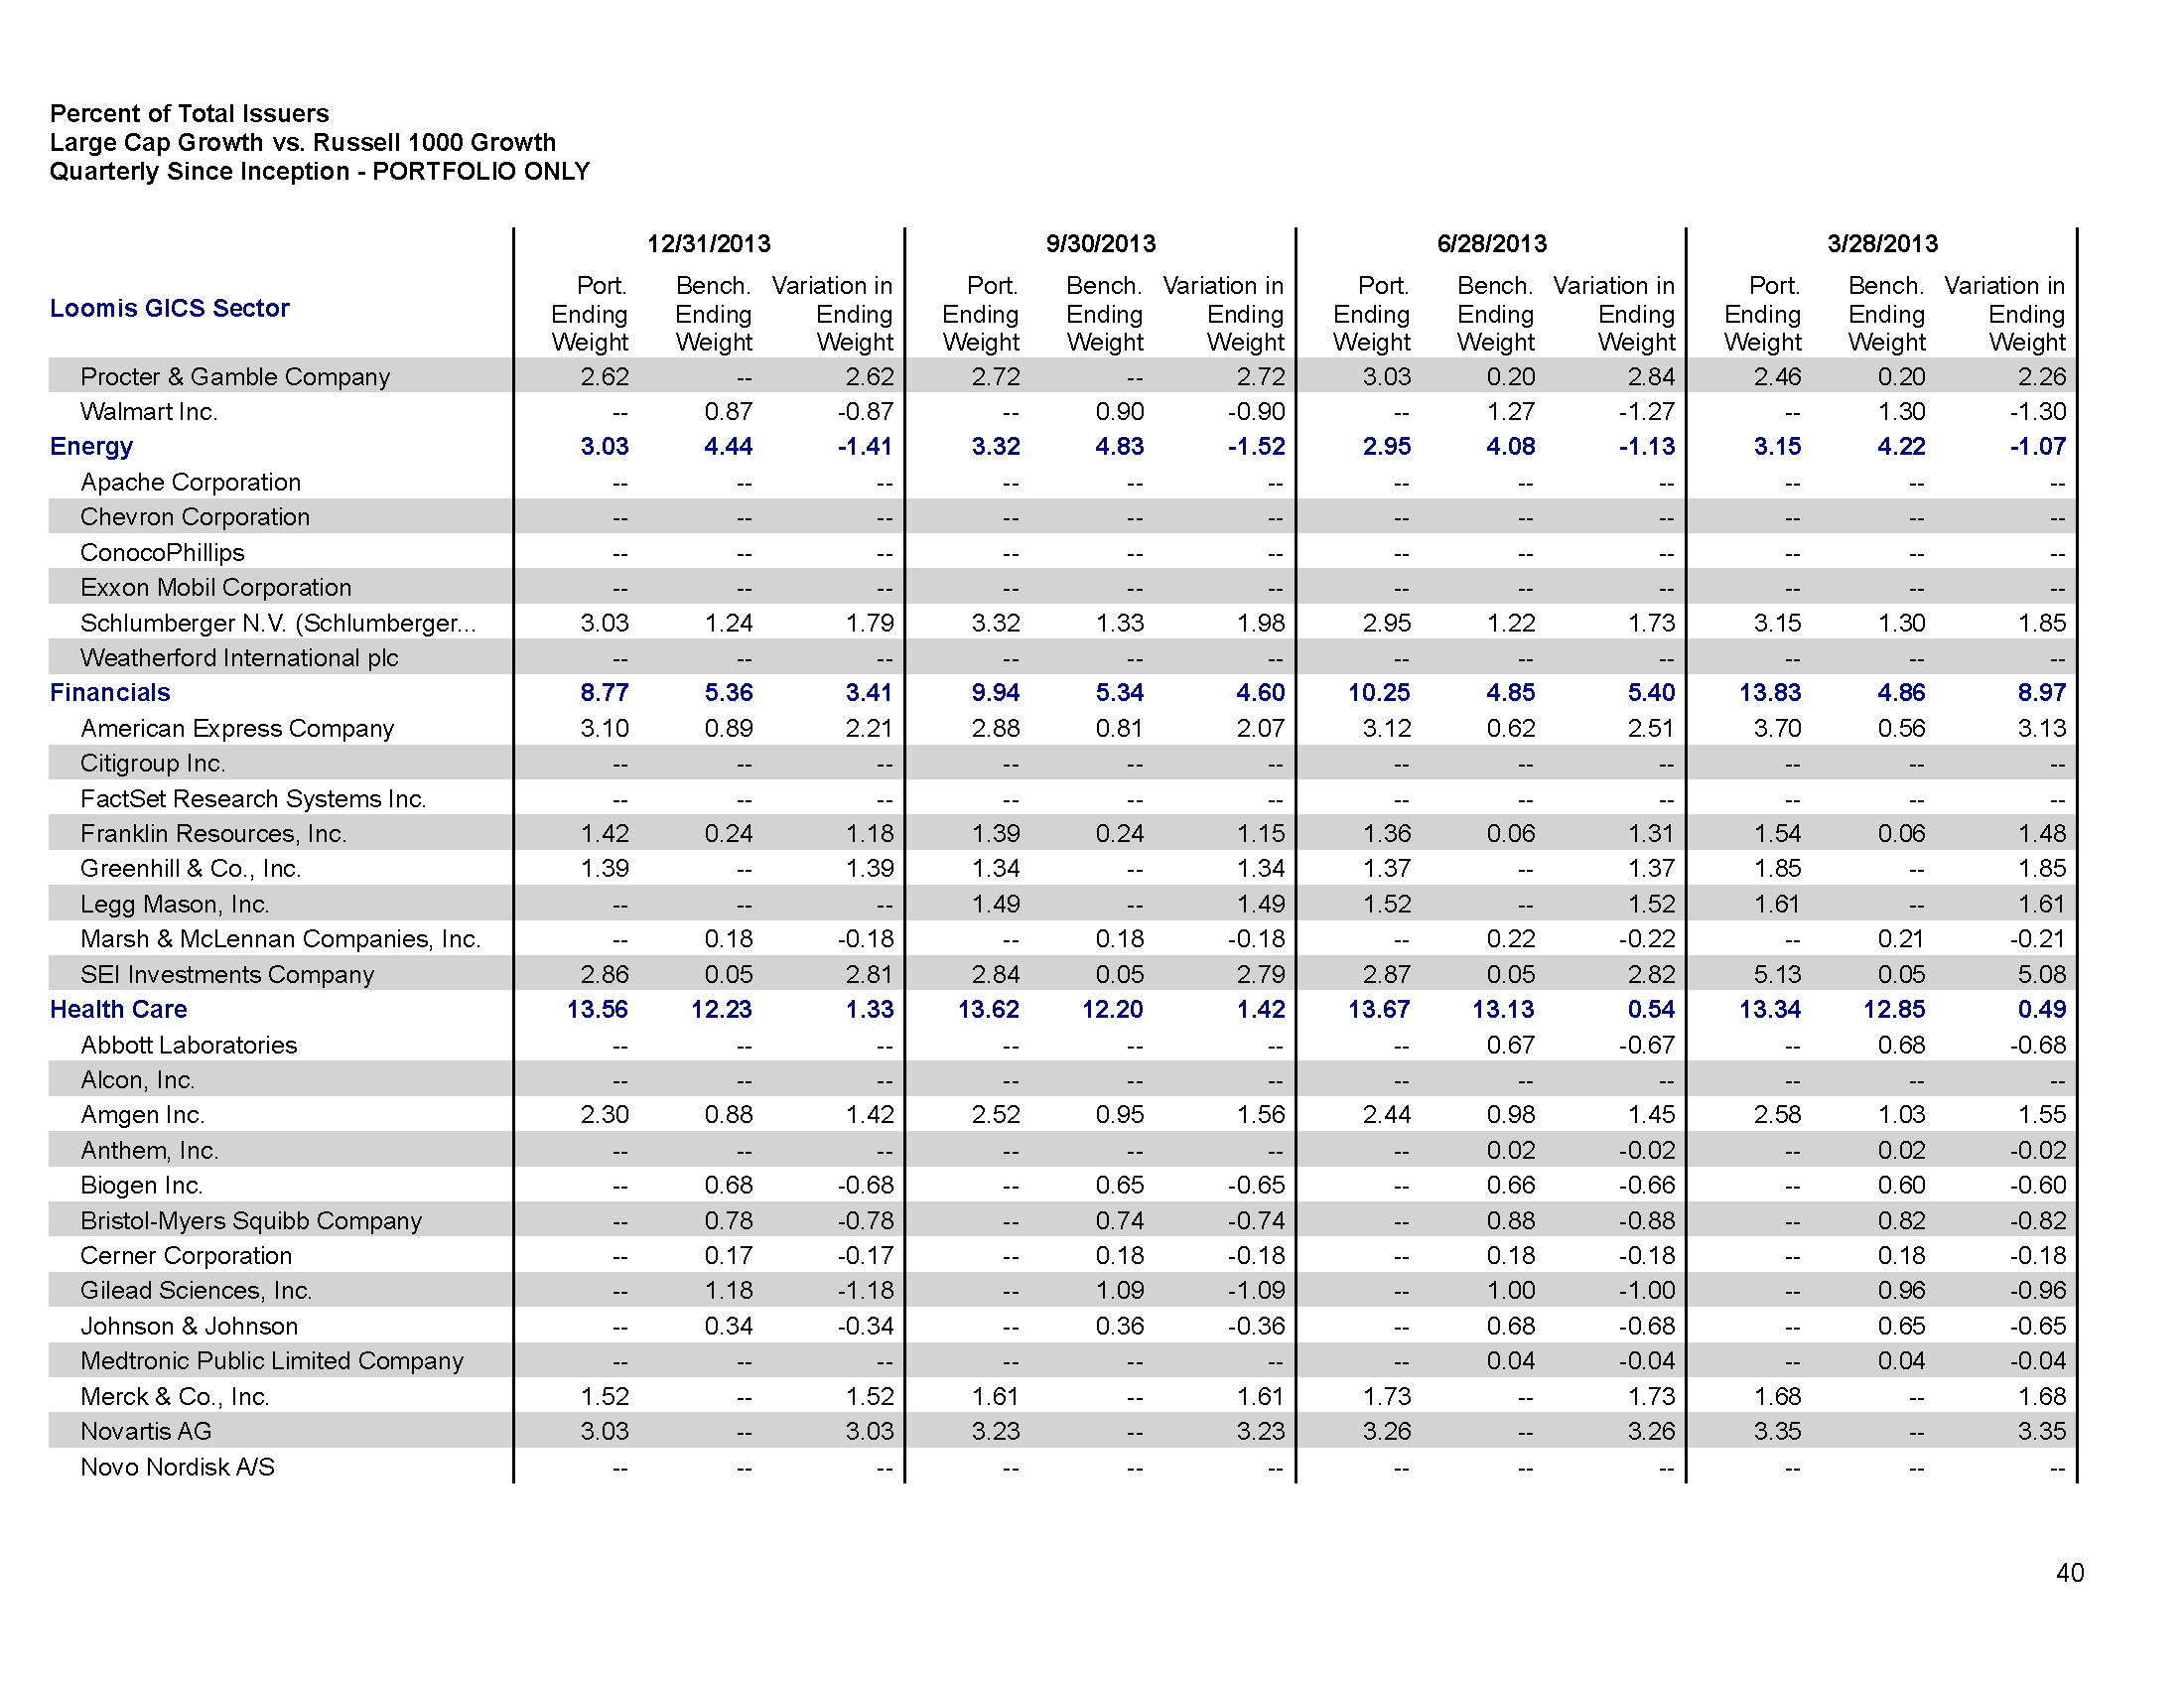 Percent of Total Issuers
Large Cap Growth vs. Russell 1000 Growth
Quarterly Since Inception - PORTFOLIO ONLY
12/31/2013 9/30/2013 6/28/2013 3/28/2013
Loomis GICS Sector
Port. Bench. Variation in Port. Bench. Variation in Port. Bench. Variation in Port. Bench. Variation in
Ending Ending Ending Ending Ending Ending Ending Ending Ending Ending Ending Ending
Weight Weight Weight Weight Weight Weight Weight Weight Weight Weight Weight Weight
Procter & Gamble Company 2.62 -- 2.62 2.72 -- 2.72 3.03 0.20 2.84 2.46 0.20 2.26
Walmart Inc. -- 0.87 -0.87 -- 0.90 -0.90 -- 1.27 -1.27 -- 1.30 -1.30
Energy 3.03 4.44 -1.41 3.32 4.83 -1.52 2.95 4.08 -1.13 3.15 4.22 -1.07
Apache Corporation -- -- -- -- -- -- -- -- -- -- -- --
Chevron Corporation -- -- -- -- -- -- -- -- -- -- -- --
ConocoPhillips -- -- -- -- -- -- -- -- -- -- -- --
Exxon Mobil Corporation -- -- -- -- -- -- -- -- -- -- -- --
Schlumberger N.V. (Schlumberger... 3.03 1.24 1.79 3.32 1.33 1.98 2.95 1.22 1.73 3.15 1.30 1.85
Weatherford International plc -- -- -- -- -- -- -- -- -- -- -- --
Financials 8.77 5.36 3.41 9.94 5.34 4.60 10.25 4.85 5.40 13.83 4.86 8.97
American Express Company 3.10 0.89 2.21 2.88 0.81 2.07 3.12 0.62 2.51 3.70 0.56 3.13
Citigroup Inc. -- -- -- -- -- -- -- -- -- -- -- --
FactSet Research Systems Inc. -- -- -- -- -- -- -- -- -- -- -- --
Franklin Resources, Inc. 1.42 0.24 1.18 1.39 0.24 1.15 1.36 0.06 1.31 1.54 0.06 1.48
Greenhill & Co., Inc. 1.39 -- 1.39 1.34 -- 1.34 1.37 -- 1.37 1.85 -- 1.85
Legg Mason, Inc. -- -- -- 1.49 -- 1.49 1.52 -- 1.52 1.61 -- 1.61
Marsh & McLennan Companies, Inc. -- 0.18 -0.18 -- 0.18 -0.18 -- 0.22 -0.22 -- 0.21 -0.21
SEI Investments Company 2.86 0.05 2.81 2.84 0.05 2.79 2.87 0.05 2.82 5.13 0.05 5.08
Health Care 13.56 12.23 1.33 13.62 12.20 1.42 13.67 13.13 0.54 13.34 12.85 0.49
Abbott Laboratories -- -- -- -- -- -- -- 0.67 -0.67 -- 0.68 -0.68
Alcon, Inc. -- -- -- -- -- -- -- -- -- -- -- --
Amgen Inc. 2.30 0.88 1.42 2.52 0.95 1.56 2.44 0.98 1.45 2.58 1.03 1.55
Anthem, Inc. -- -- -- -- -- -- -- 0.02 -0.02 -- 0.02 -0.02
Biogen Inc. -- 0.68 -0.68 -- 0.65 -0.65 -- 0.66 -0.66 -- 0.60 -0.60
Bristol-Myers Squibb Company -- 0.78 -0.78 -- 0.74 -0.74 -- 0.88 -0.88 -- 0.82 -0.82
Cerner Corporation -- 0.17 -0.17 -- 0.18 -0.18 -- 0.18 -0.18 -- 0.18 -0.18
Gilead Sciences, Inc. -- 1.18 -1.18 -- 1.09 -1.09 -- 1.00 -1.00 -- 0.96 -0.96
Johnson & Johnson -- 0.34 -0.34 -- 0.36 -0.36 -- 0.68 -0.68 -- 0.65 -0.65
Medtronic Public Limited Company -- -- -- -- -- -- -- 0.04 -0.04 -- 0.04 -0.04
Merck & Co., Inc. 1.52 -- 1.52 1.61 -- 1.61 1.73 -- 1.73 1.68 -- 1.68
Novartis AG 3.03 -- 3.03 3.23 -- 3.23 3.26 -- 3.26 3.35 -- 3.35
Novo Nordisk A/S -- -- -- -- -- -- -- -- -- -- -- --
40